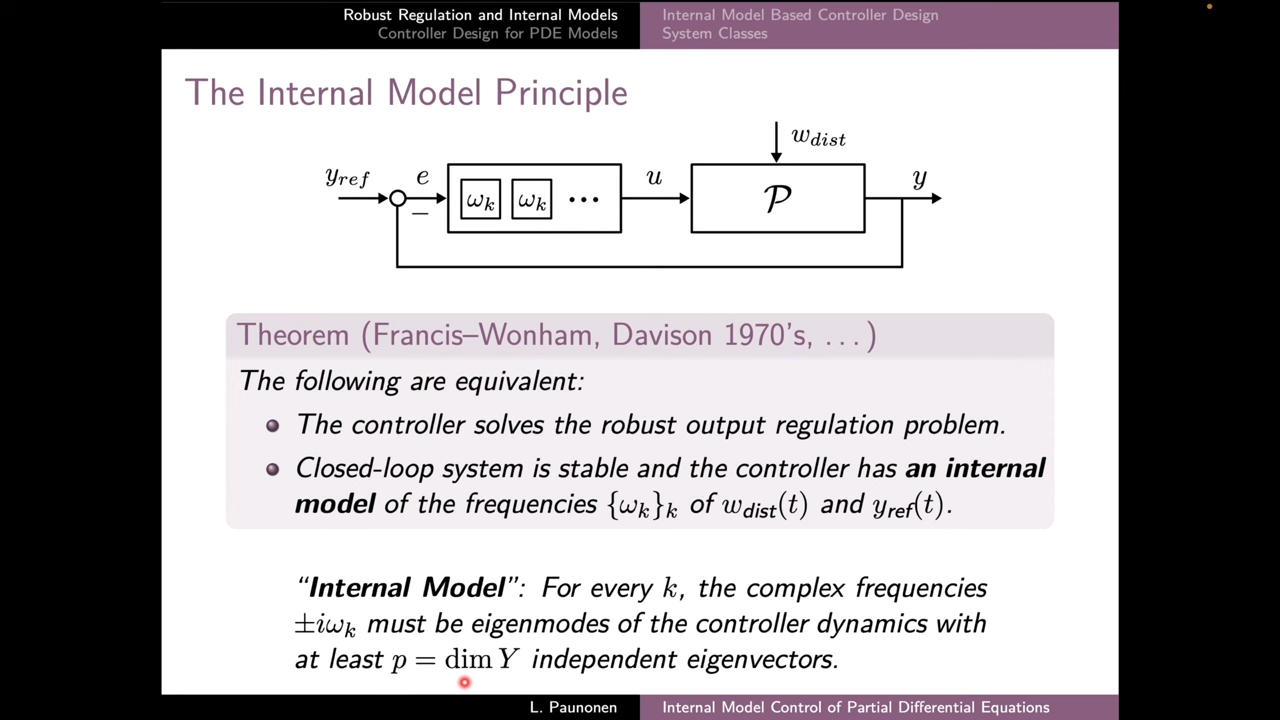 Robust Regulation and Internal Models
Controller Design for PDE Models
Internal Model Based Controller Design
System Classes
The Internal Model Principle
w_dist
y_ref
e
u
y
−
ω_k ω_k ⋯
𝒫
Theorem (Francis–Wonham, Davison 1970's, ...)
The following are equivalent:
The controller solves the robust output regulation problem.
Closed-loop system is stable and the controller has an internal
model of the frequencies {ω_k}_k of w_dist(t) and y_ref(t).
“Internal Model”: For every k, the complex frequencies
±iω_k must be eigenmodes of the controller dynamics with
at least p = dim Y independent eigenvectors.
L. Paunonen
Internal Model Control of Partial Differential Equations